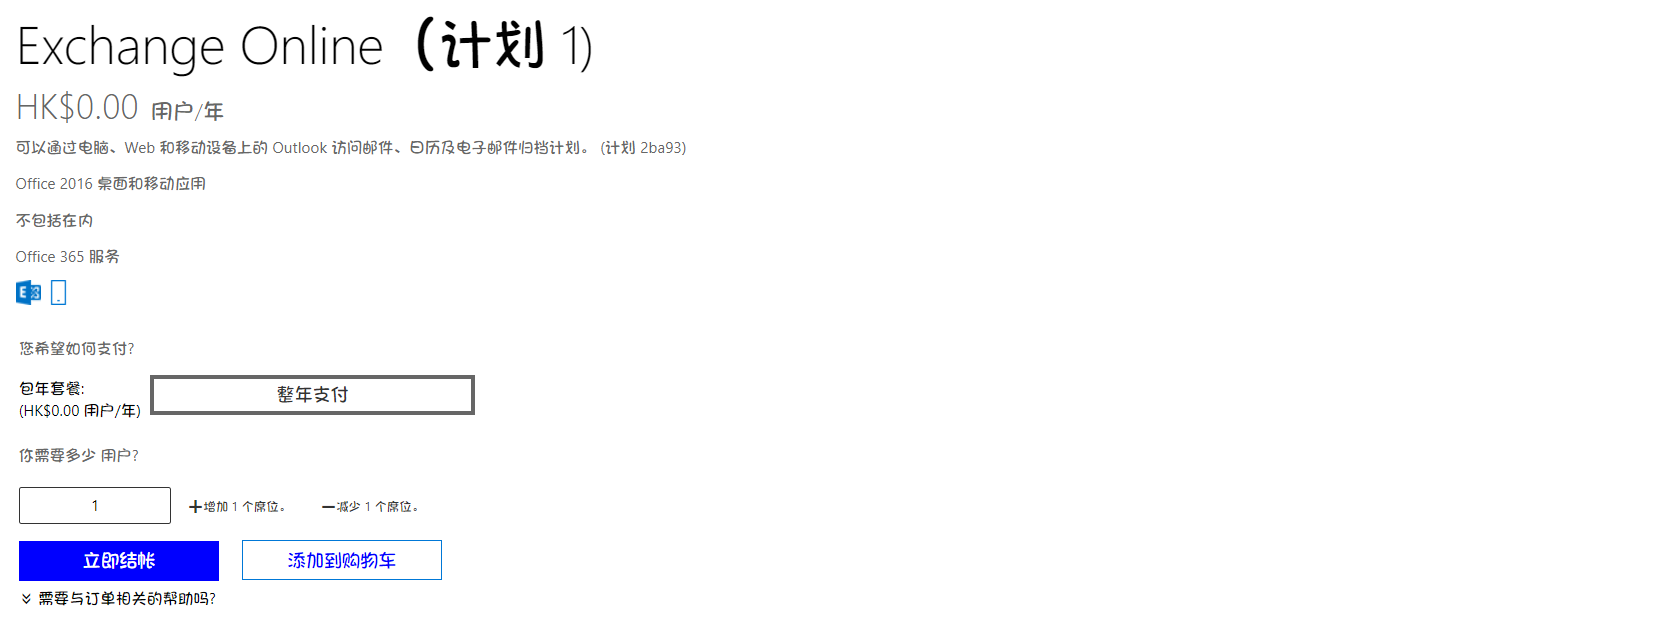 Exchange Online（计划 1)
HK$0.00 用户/年
可以通过电脑、Web 和移动设备上的 Outlook 访问邮件、日历及电子邮件归档计划。 (计划 2ba93)
Office 2016 桌面和移动应用
不包括在内
Office 365 服务
您希望如何支付?
包年套餐:
(HK$0.00 用户/年)
整年支付
你需要多少 用户?
1
+增加 1 个席位。 —减少 1 个席位。
立即结帐 添加到购物车
需要与订单相关的帮助吗?